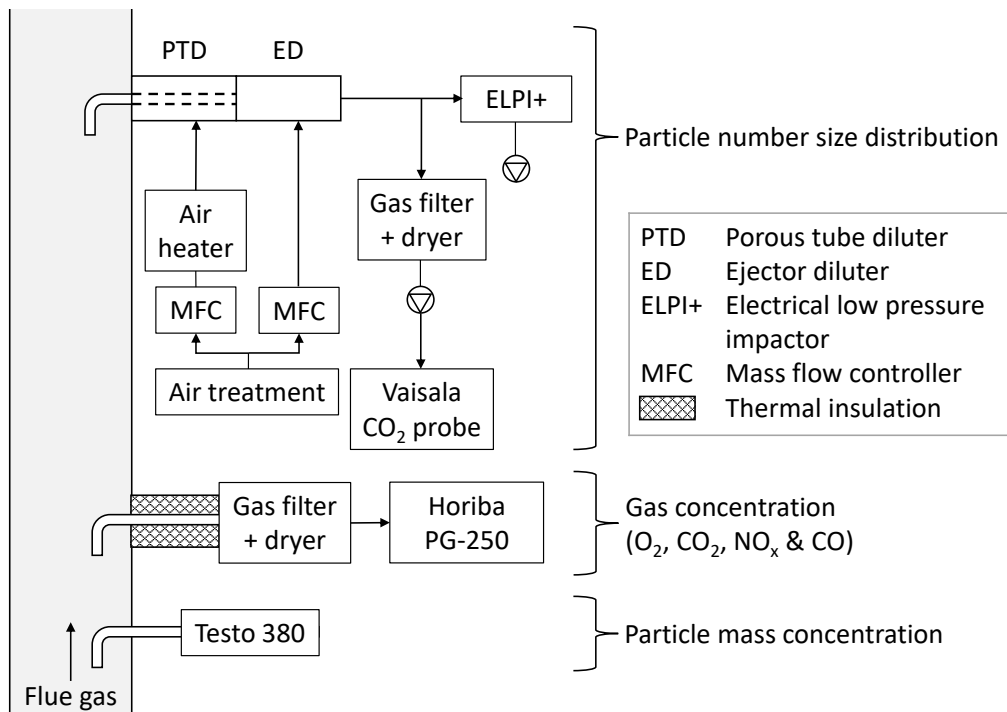 PTD
ED
ELPI+
Particle number size distribution
Gas filter
+ dryer
Air
heater
MFC
MFC
Air treatment
Vaisala
CO₂ probe
PTD Porous tube diluter
ED Ejector diluter
ELPI+ Electrical low pressure
impactor
MFC Mass flow controller
Thermal insulation
Gas filter
+ dryer
Horiba
PG-250
Gas concentration
(O₂, CO₂, NOₓ & CO)
Testo 380
Particle mass concentration
Flue gas